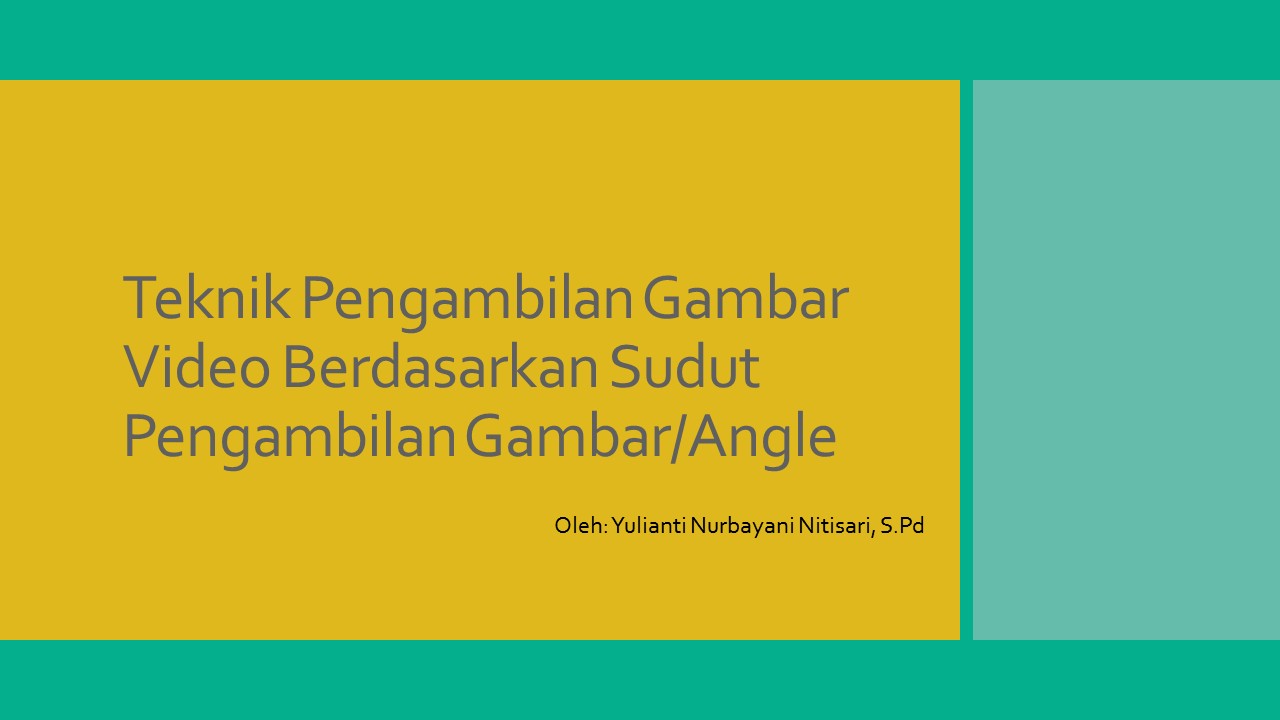 Teknik Pengambilan Gambar
Video Berdasarkan Sudut
Pengambilan Gambar/Angle
Oleh: Yulianti Nurbayani Nitisari, S.Pd